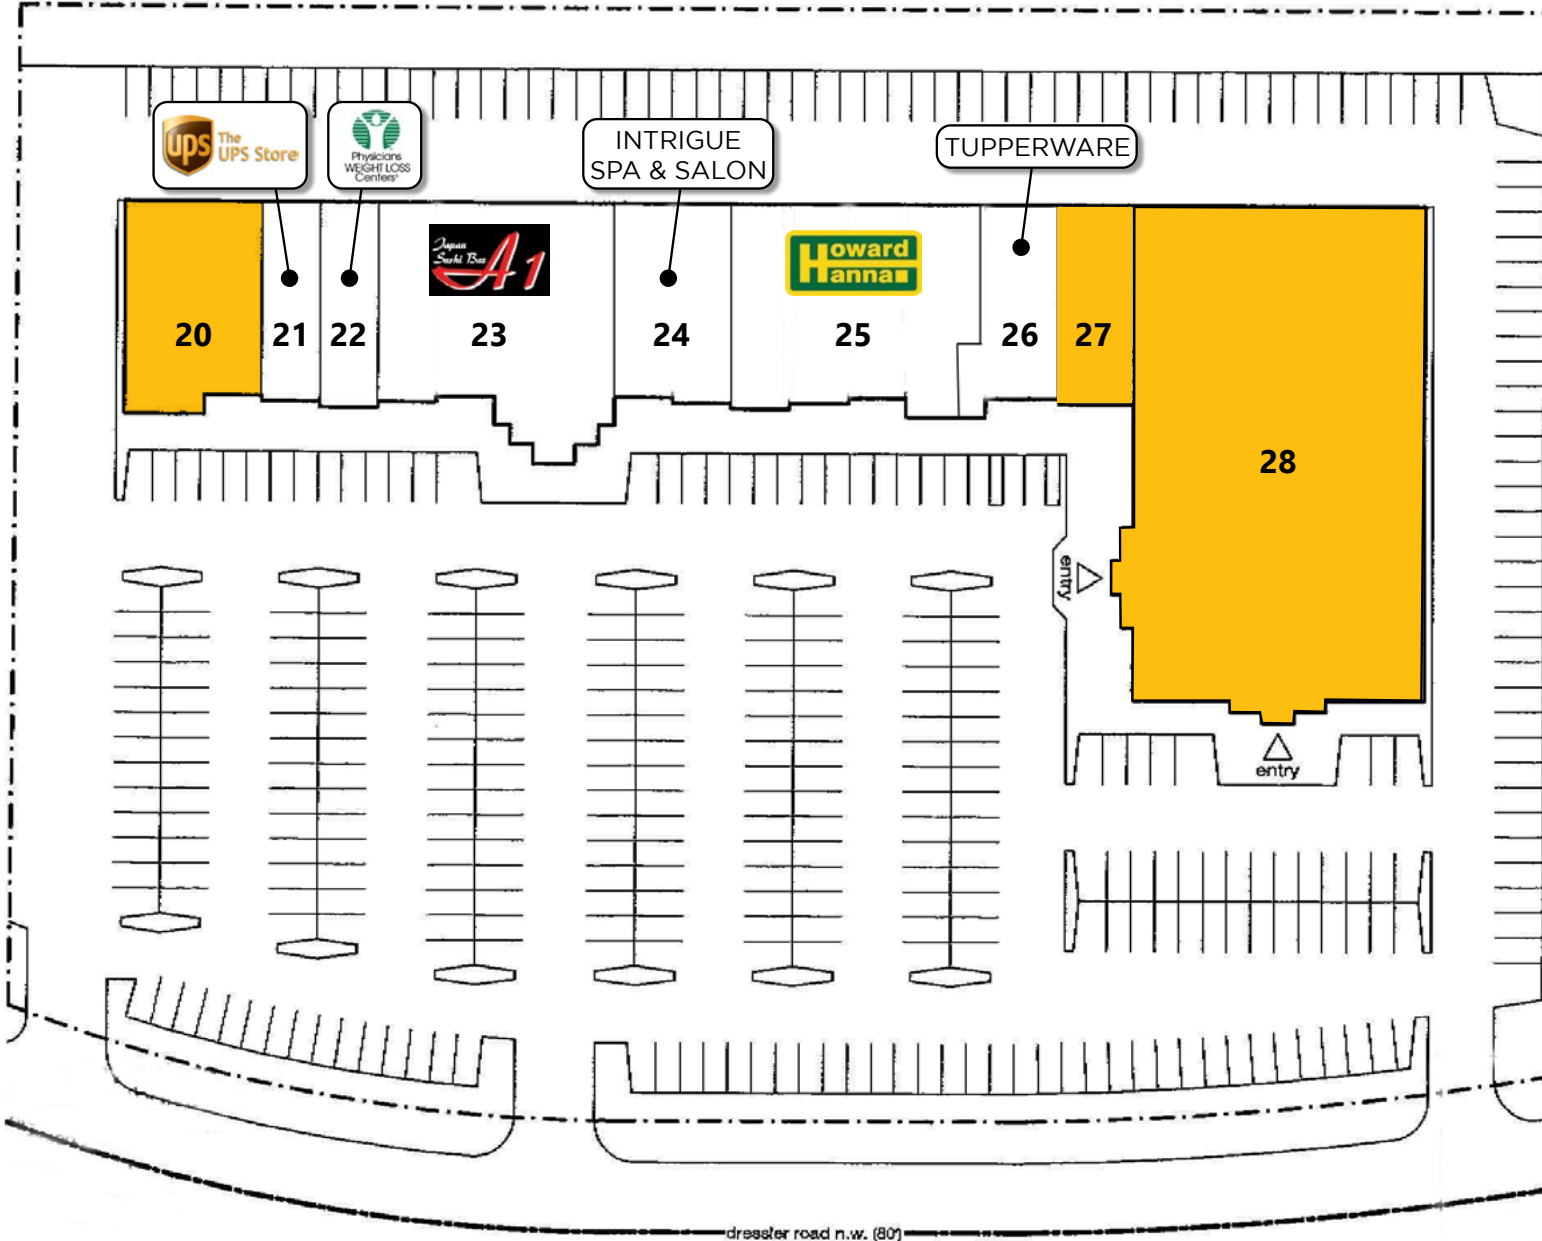 ups The
UPS Store
Physicians
WEIGHT LOSS
Centers®
INTRIGUE
SPA & SALON
TUPPERWARE
Japan
Sushi Bar
A1
Howard
Hanna
20
21
22
23
24
25
26
27
28
entry
entry
dressler road n.w. (80')